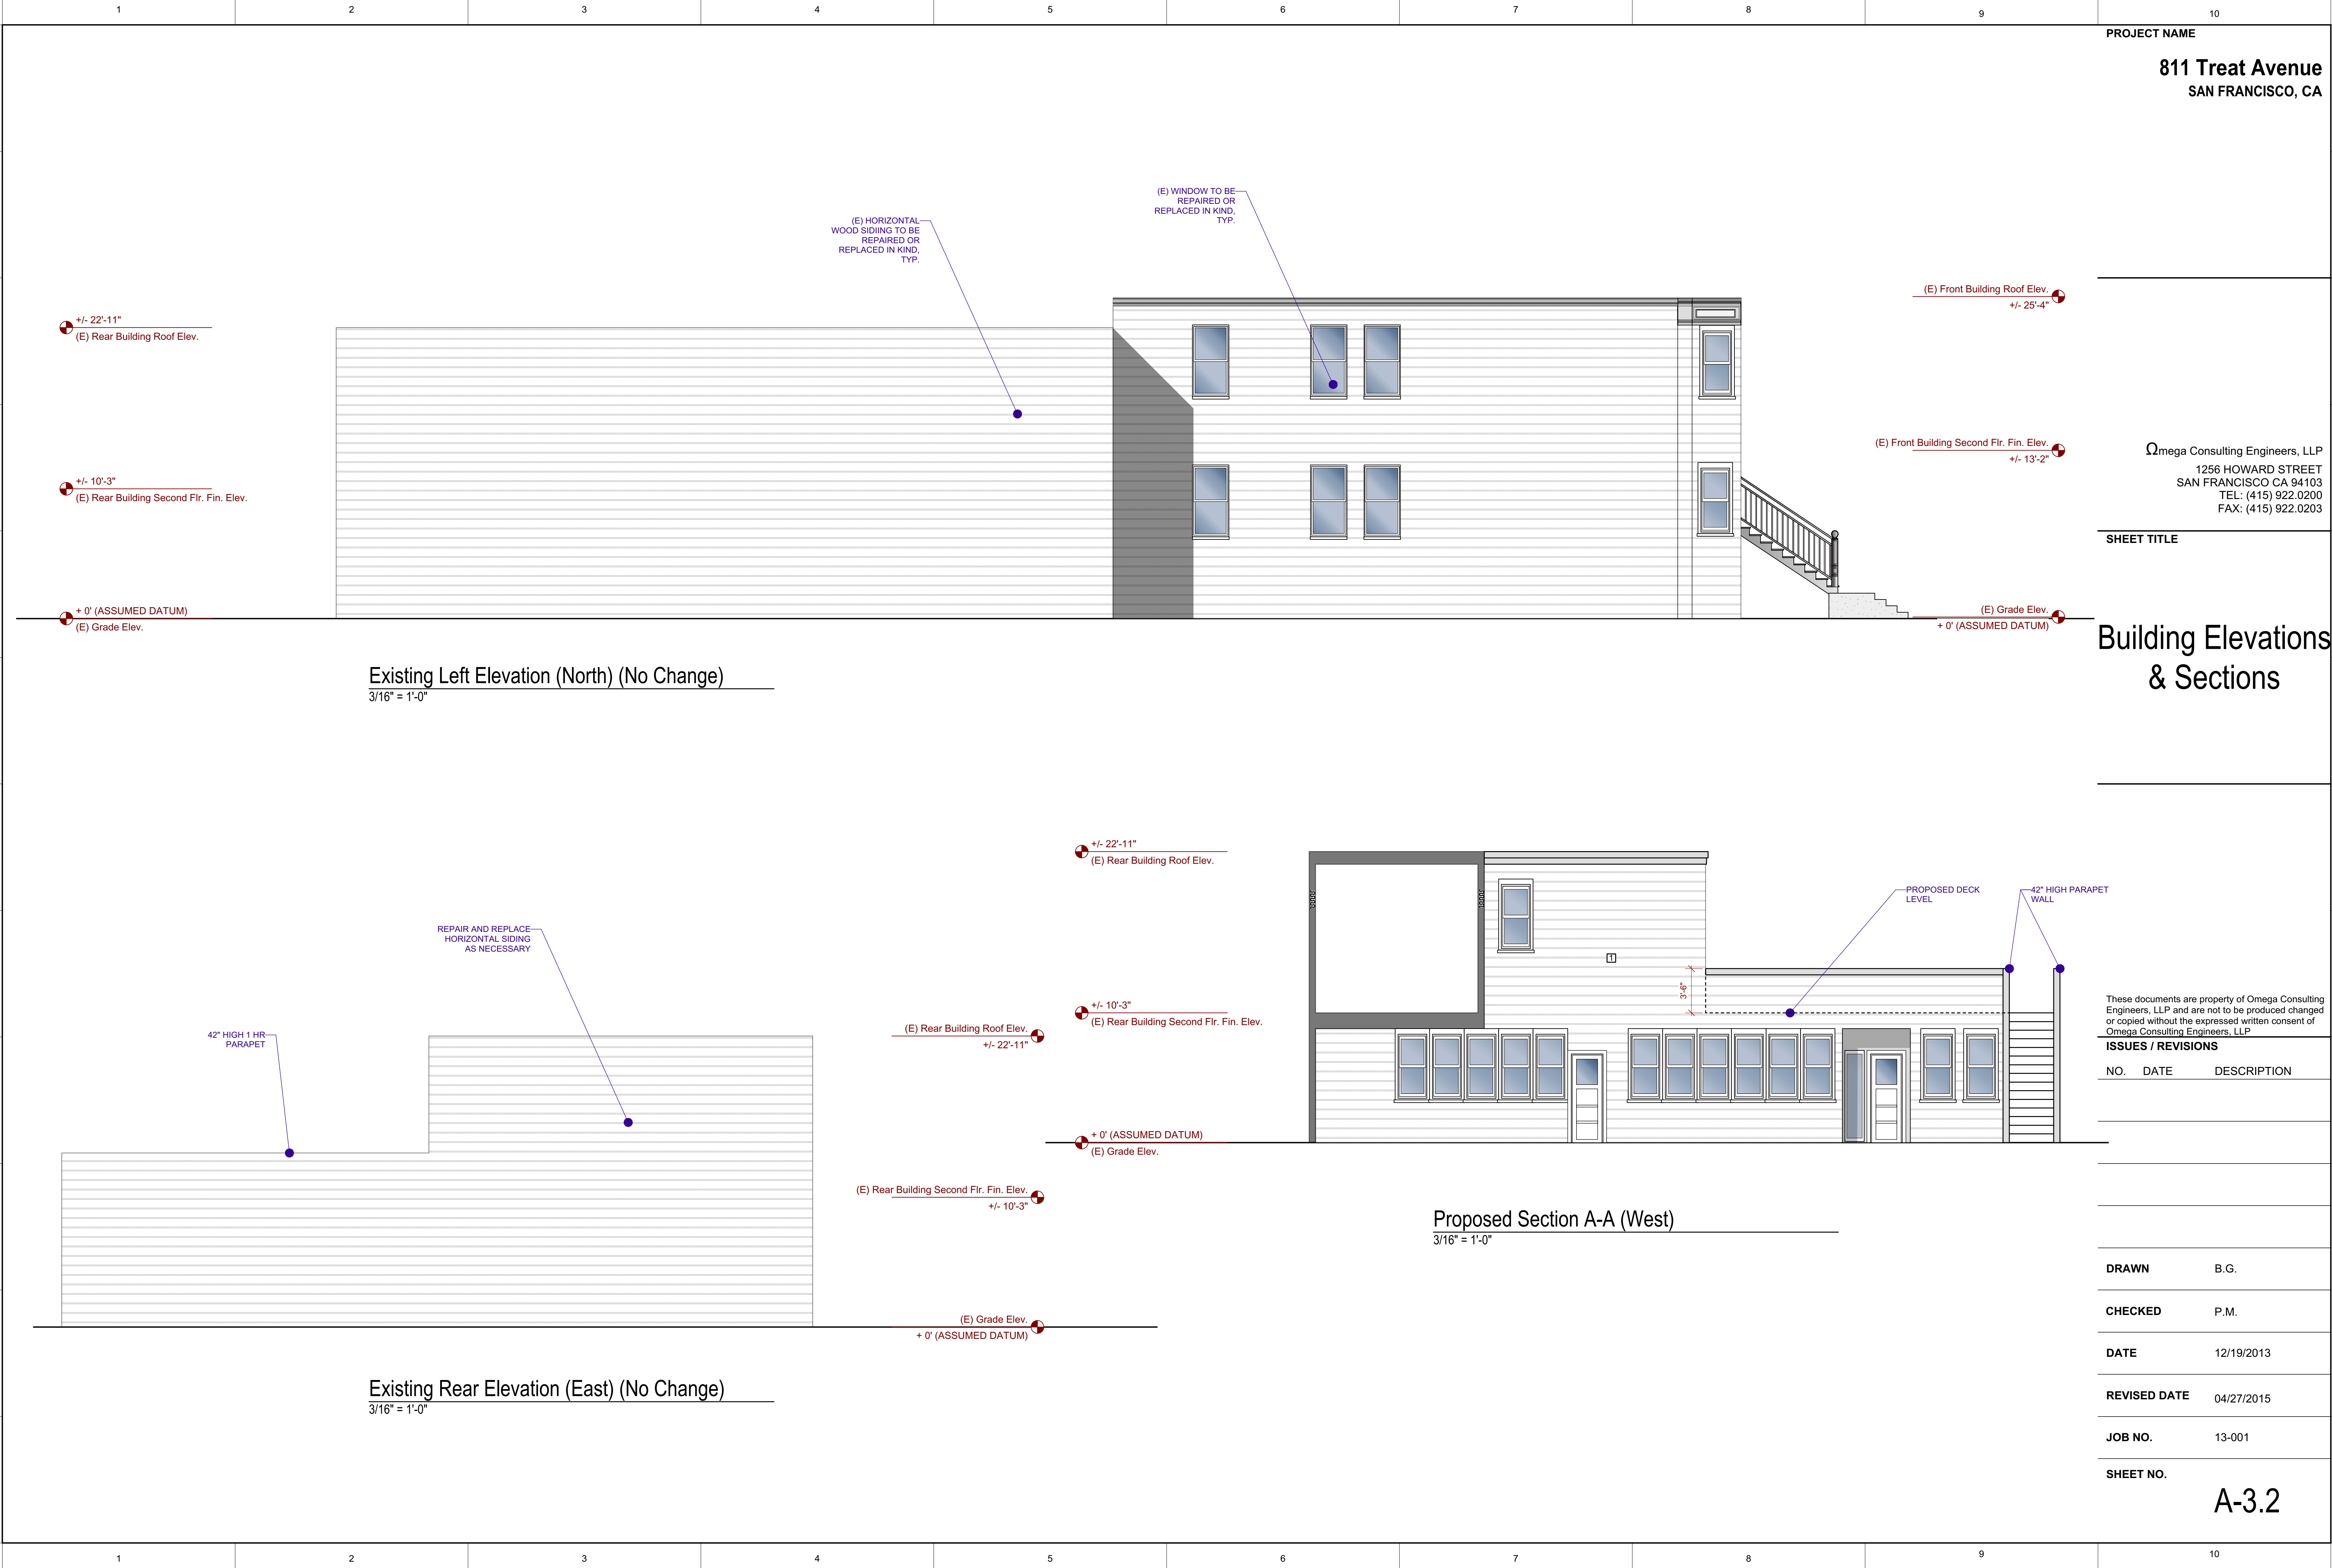 1 2 3 4 5 6 7 8 9 10
PROJECT NAME
811 Treat Avenue
SAN FRANCISCO, CA
(E) WINDOW TO BE
REPAIRED OR
REPLACED IN KIND,
TYP.
(E) HORIZONTAL
WOOD SIDIING TO BE
REPAIRED OR
REPLACED IN KIND,
TYP.
+/- 22'-11"
(E) Rear Building Roof Elev.
(E) Front Building Roof Elev.
+/- 25'-4"
(E) Front Building Second Flr. Fin. Elev.
+/- 13'-2"
+/- 10'-3"
(E) Rear Building Second Flr. Fin. Elev.
+ 0' (ASSUMED DATUM)
(E) Grade Elev.
(E) Grade Elev.
+ 0' (ASSUMED DATUM)
Existing Left Elevation (North) (No Change)
3/16" = 1'-0"
Ωmega Consulting Engineers, LLP
1256 HOWARD STREET
SAN FRANCISCO CA 94103
TEL: (415) 922.0200
FAX: (415) 922.0203
SHEET TITLE
Building Elevations
& Sections
REPAIR AND REPLACE
HORIZONTAL SIDING
AS NECESSARY
42" HIGH 1 HR
PARAPET
(E) Rear Building Roof Elev.
+/- 22'-11"
(E) Rear Building Second Flr. Fin. Elev.
+/- 10'-3"
(E) Grade Elev.
+ 0' (ASSUMED DATUM)
Existing Rear Elevation (East) (No Change)
3/16" = 1'-0"
+/- 22'-11"
(E) Rear Building Roof Elev.
PROPOSED DECK
LEVEL
42" HIGH PARAPET
WALL
1
3'-6"
+/- 10'-3"
(E) Rear Building Second Flr. Fin. Elev.
+ 0' (ASSUMED DATUM)
(E) Grade Elev.
Proposed Section A-A (West)
3/16" = 1'-0"
These documents are property of Omega Consulting
Engineers, LLP and are not to be produced changed
or copied without the expressed written consent of
Omega Consulting Engineers, LLP
ISSUES / REVISIONS
NO. DATE DESCRIPTION
DRAWN B.G.
CHECKED P.M.
DATE 12/19/2013
REVISED DATE 04/27/2015
JOB NO. 13-001
SHEET NO.
A-3.2
1 2 3 4 5 6 7 8 9 10